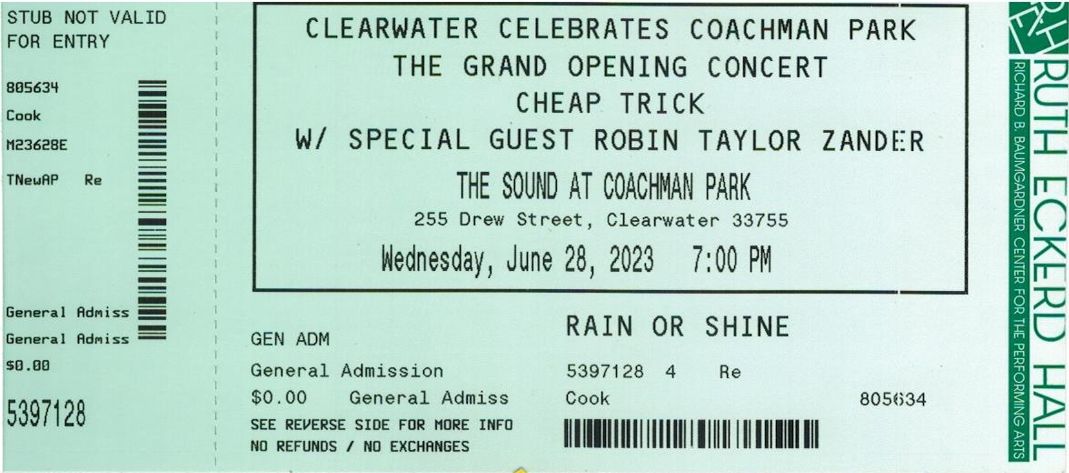 STUB NOT VALID
FOR ENTRY
805634
Cook
M23628E
TNewAP Re
General Admiss
General Admiss
$0.00
5397128
CLEARWATER CELEBRATES COACHMAN PARK
THE GRAND OPENING CONCERT
CHEAP TRICK
W/ SPECIAL GUEST ROBIN TAYLOR ZANDER
THE SOUND AT COACHMAN PARK
255 Drew Street, Clearwater 33755
Wednesday, June 28, 2023 7:00 PM
RAIN OR SHINE
GEN ADM
General Admission 5397128 4 Re
$0.00 General Admiss Cook 805634
SEE REVERSE SIDE FOR MORE INFO
NO REFUNDS / NO EXCHANGES
REH
RUTH ECKERD HALL
RICHARD B. BAUMGARDNER CENTER FOR THE PERFORMING ARTS